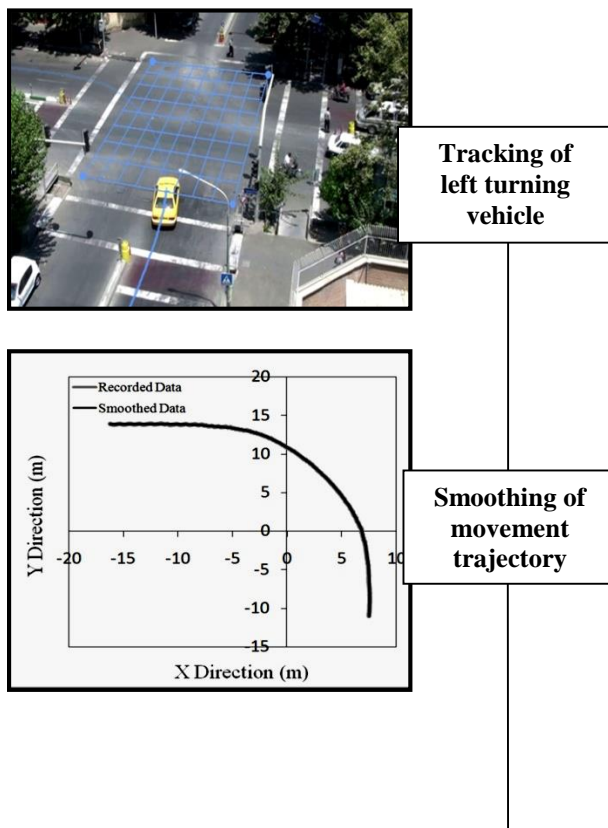 Tracking of
left turning
vehicle
20
Recorded Data
Smoothed Data
15
10
5
0
-20 -15 -10 -5 0 5 10
-5
-10
-15
Y Direction (m)
X Direction (m)
Smoothing of
movement
trajectory